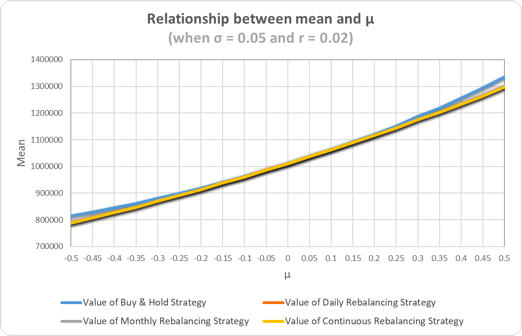 Relationship between mean and μ
(when σ = 0.05 and r = 0.02)
1400000
1300000
1200000
1100000
1000000
900000
800000
700000
Mean
-0.5 -0.45 -0.4 -0.35 -0.3 -0.25 -0.2 -0.15 -0.1 -0.05 0 0.05 0.1 0.15 0.2 0.25 0.3 0.35 0.4 0.45 0.5
μ
Value of Buy & Hold Strategy Value of Daily Rebalancing Strategy
Value of Monthly Rebalancing Strategy Value of Continuous Rebalancing Strategy